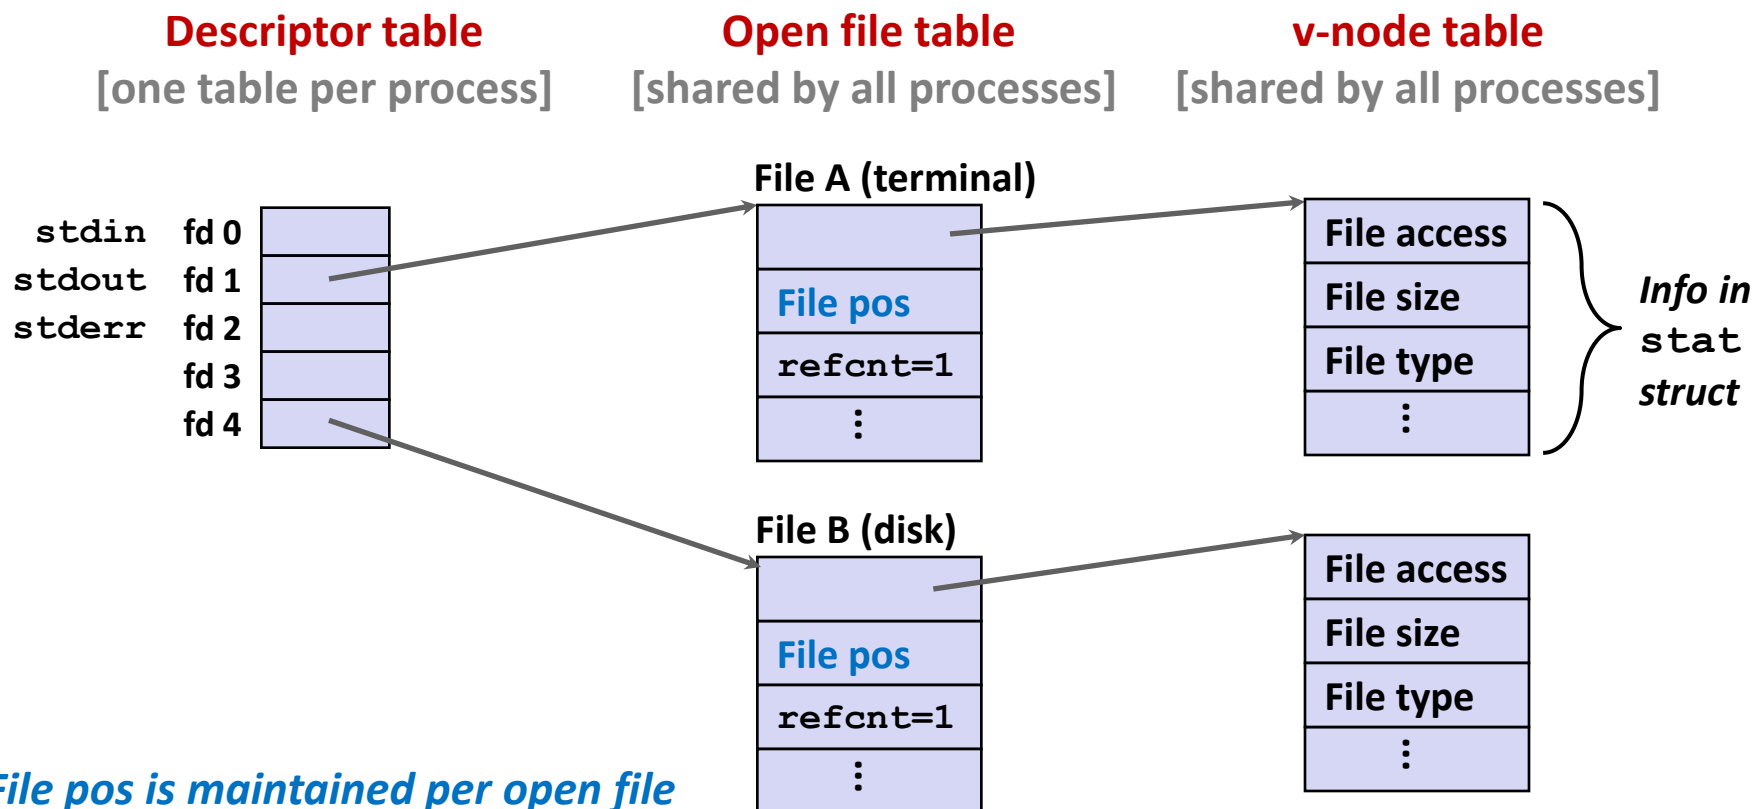 Descriptor table
[one table per process]
Open file table
[shared by all processes]
v-node table
[shared by all processes]
stdin fd 0
stdout fd 1
stderr fd 2
fd 3
fd 4
File A (terminal)
File pos
refcnt=1
⋮
File access
File size
File type
⋮
Info in
stat
struct
File B (disk)
File pos
refcnt=1
⋮
File access
File size
File type
⋮
File pos is maintained per open file